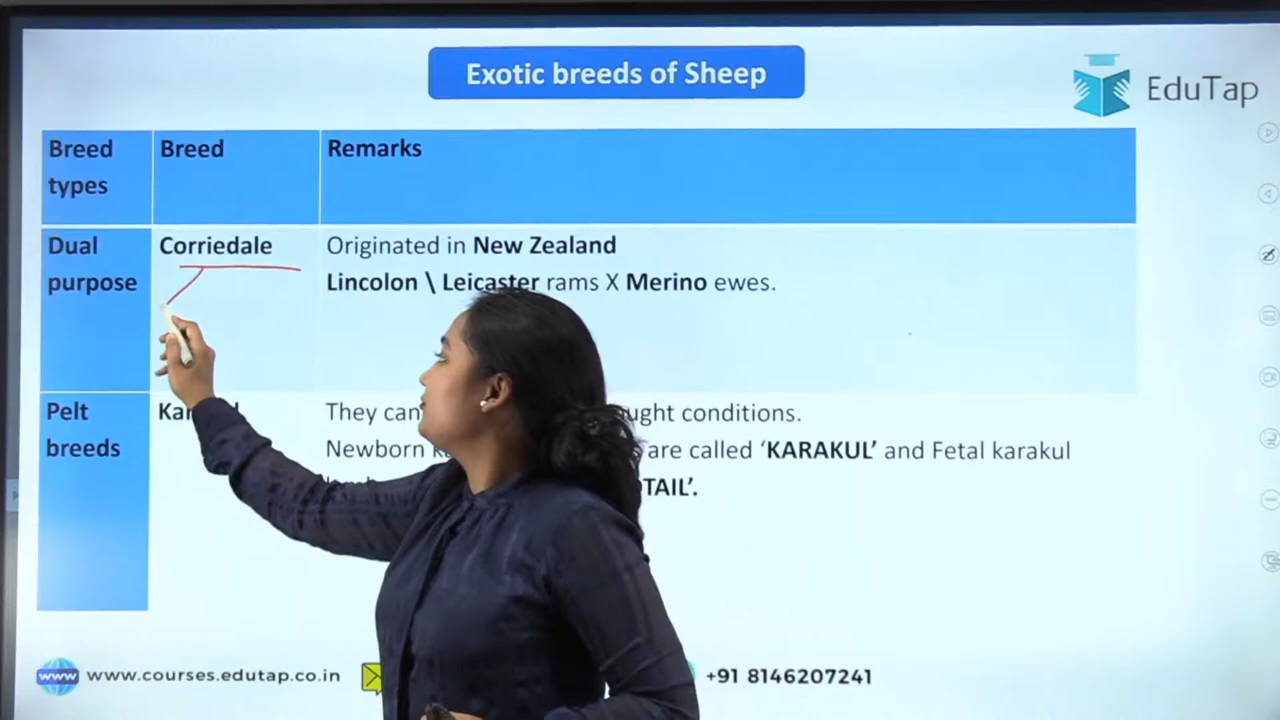 Exotic breeds of Sheep
EduTap
Breed types
Breed
Remarks
Dual purpose
Corriedale
Originated in New Zealand
Lincolon \ Leicaster rams X Merino ewes.
Pelt breeds
They can ught conditions.
Newborn are called ‘KARAKUL’ and Fetal karakul
TAIL’.
www
www.courses.edutap.co.in
+91 8146207241